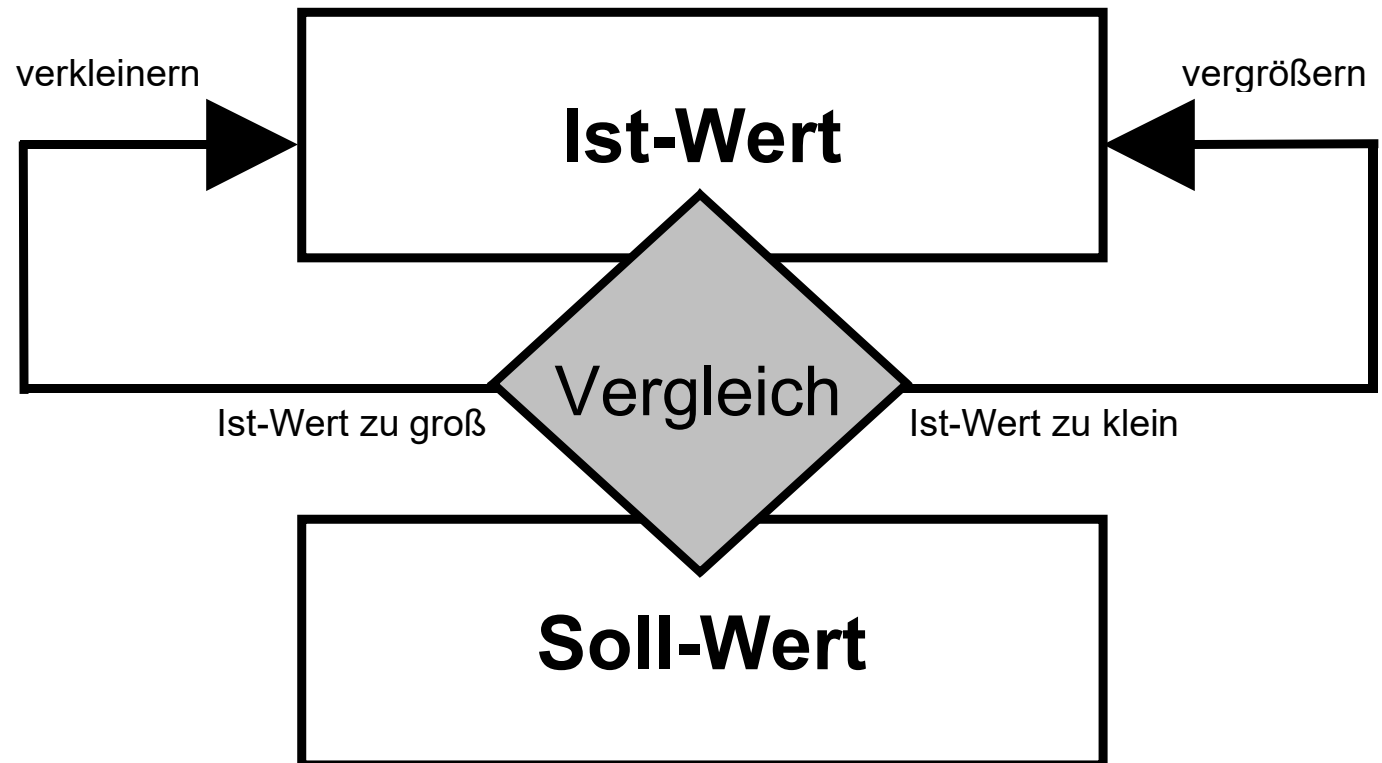 verkleinern
vergrößern
Ist-Wert
Vergleich
Ist-Wert zu groß
Ist-Wert zu klein
Soll-Wert